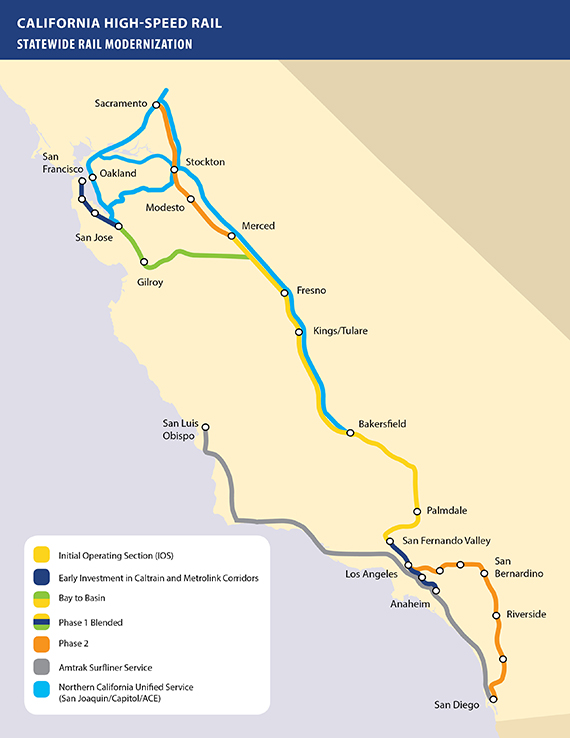 CALIFORNIA HIGH-SPEED RAIL
STATEWIDE RAIL MODERNIZATION
Sacramento
San
Francisco
Oakland
Stockton
Modesto
San Jose
Merced
Gilroy
Fresno
Kings/Tulare
San Luis
Obispo
Bakersfield
Palmdale
San Fernando Valley
Los Angeles
San
Bernardino
Anaheim
Riverside
San Diego
Initial Operating Section (IOS)
Early Investment in Caltrain and Metrolink Corridors
Bay to Basin
Phase 1 Blended
Phase 2
Amtrak Surfliner Service
Northern California Unified Service
(San Joaquin/Capitol/ACE)